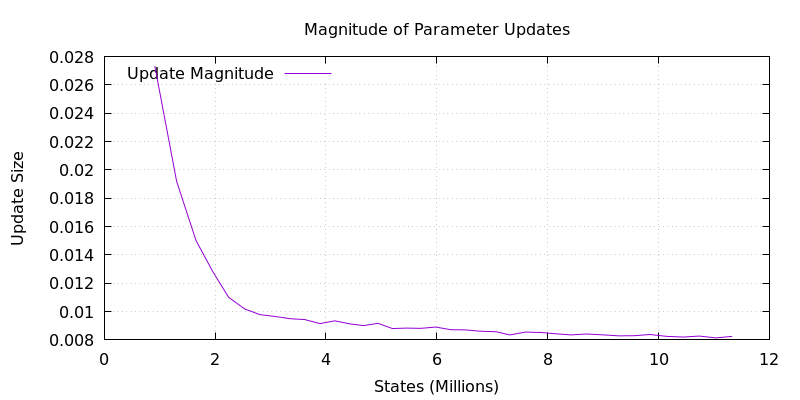 Magnitude of Parameter Updates
Update Magnitude
Update Size
0.028
0.026
0.024
0.022
0.02
0.018
0.016
0.014
0.012
0.01
0.008
0 2 4 6 8 10 12
States (Millions)